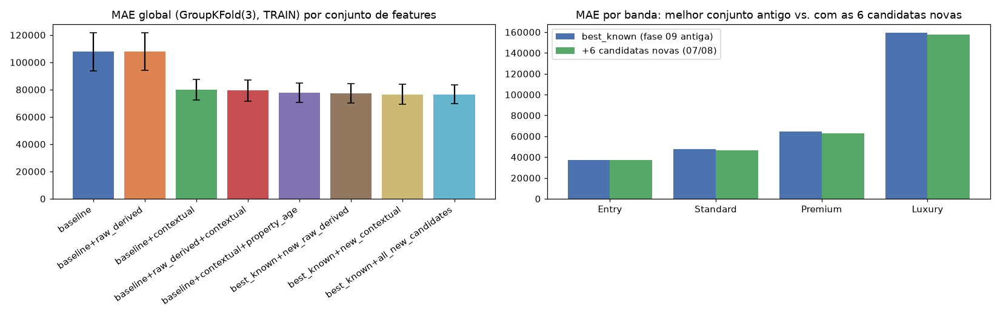 MAE global (GroupKFold(3), TRAIN) por conjunto de features
120000
100000
80000
60000
40000
20000
0
baseline
baseline+raw_derived
baseline+contextual
baseline+raw_derived+contextual
baseline+contextual+property_age
best_known+new_raw_derived
best_known+new_contextual
best_known+all_new_candidates
MAE por banda: melhor conjunto antigo vs. com as 6 candidatas novas
best_known (fase 09 antiga)
+6 candidatas novas (07/08)
160000
140000
120000
100000
80000
60000
40000
20000
0
Entry
Standard
Premium
Luxury